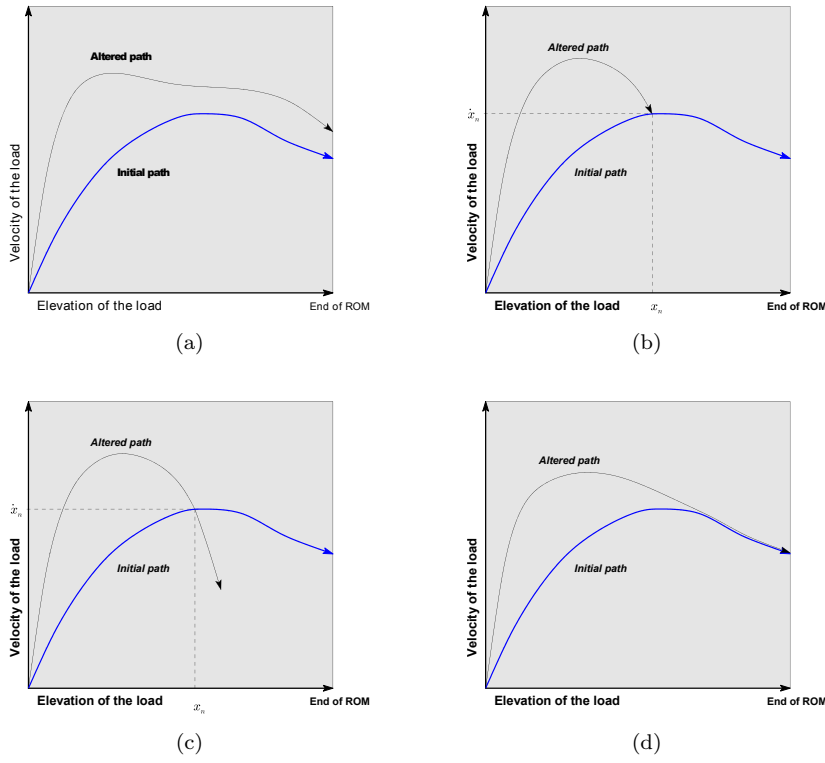 Altered path
Initial path
Velocity of the load
Elevation of the load
End of ROM
(a)
Altered path
ẋₙ
Initial path
Velocity of the load
Elevation of the load
xₙ
End of ROM
(b)
Altered path
ẋₙ
Initial path
Velocity of the load
Elevation of the load
xₙ
End of ROM
(c)
Altered path
Initial path
Velocity of the load
Elevation of the load
End of ROM
(d)